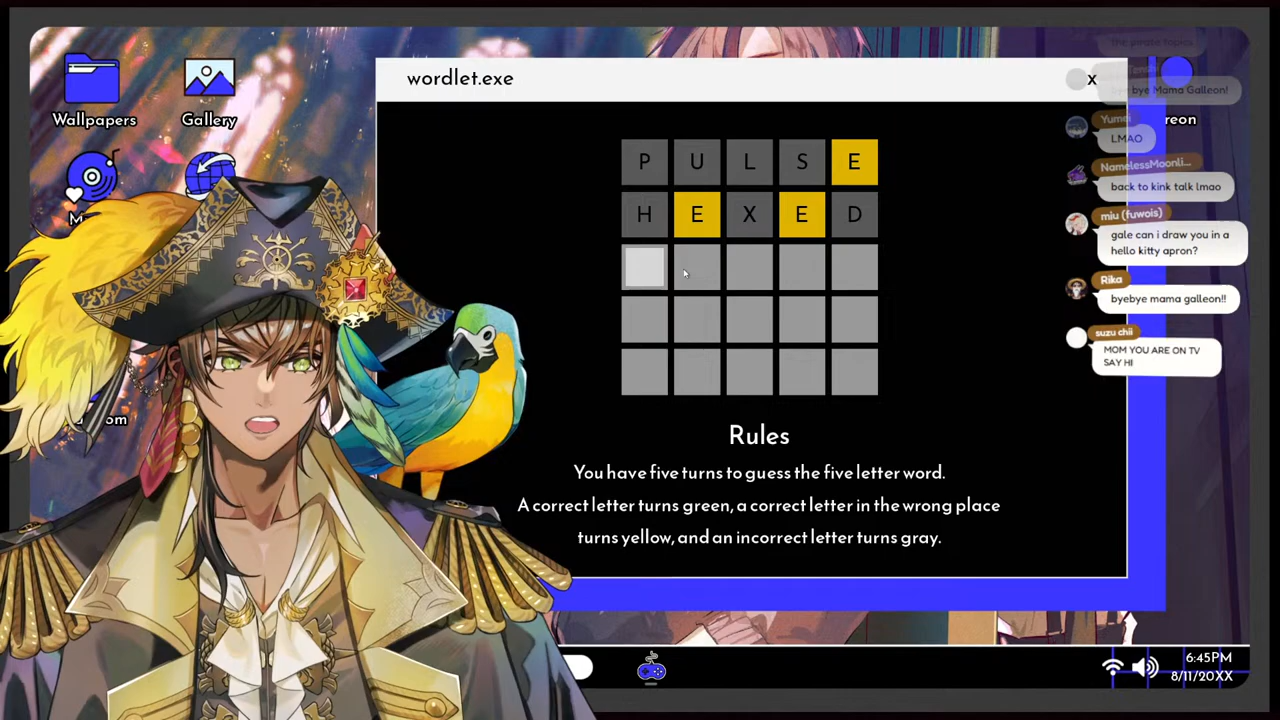 wordlet.exe
x
Wallpapers
Gallery
P U L S E
H E X E D
Rules
You have five turns to guess the five letter word.
A correct letter turns green, a correct letter in the wrong place
turns yellow, and an incorrect letter turns gray.
bye bye Mama Galleon!
Yumei
LMAO
NamelessMoonli...
back to kink talk lmao
miu (fuwois)
gale can i draw you in a
hello kitty apron?
Rika
byebye mama galleon!!
suzu chii
MOM YOU ARE ON TV
SAY HI
reon
om
6:45PM
8/11/20XX